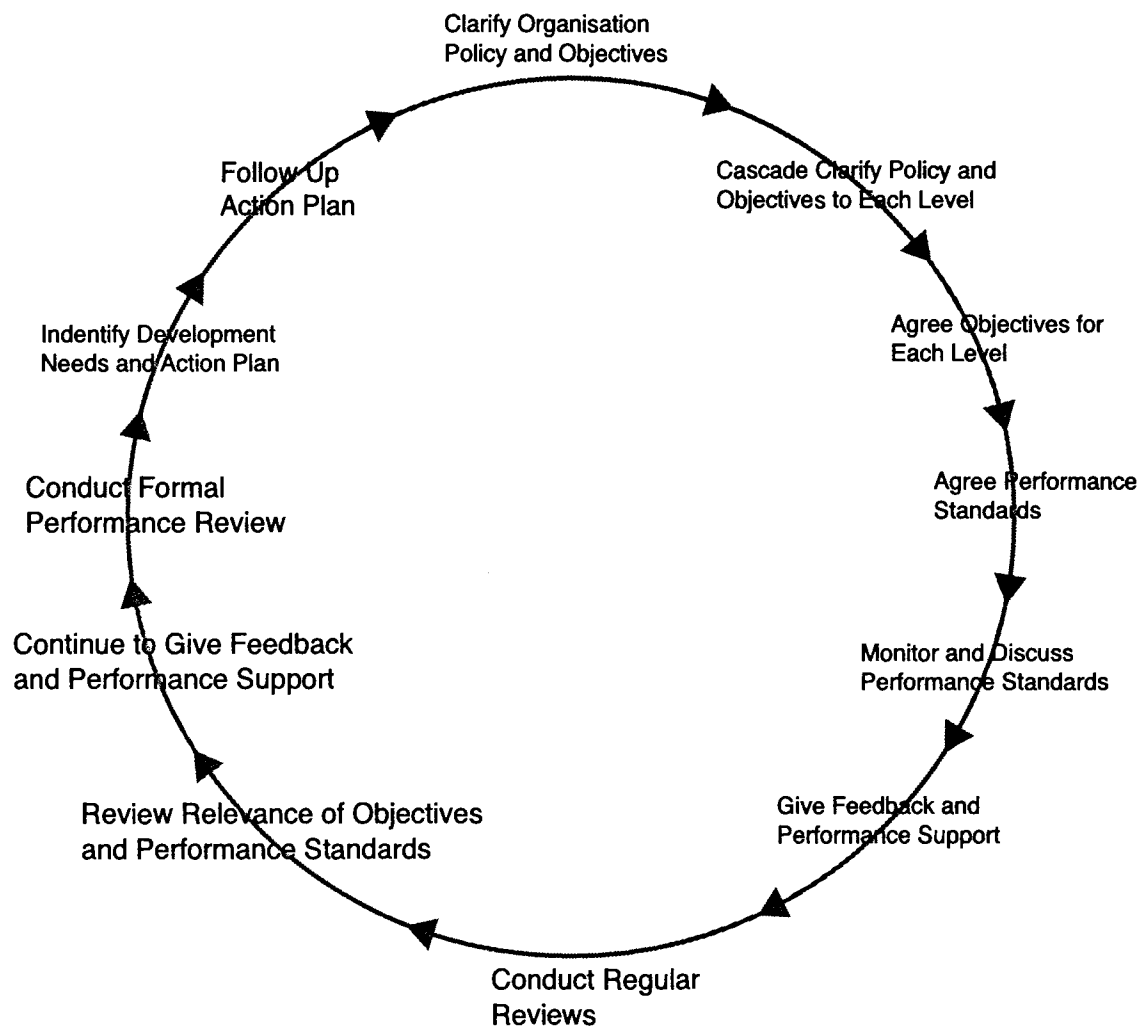 Clarify Organisation
Policy and Objectives
Cascade Clarify Policy and
Objectives to Each Level
Agree Objectives for
Each Level
Agree Performance
Standards
Monitor and Discuss
Performance Standards
Give Feedback and
Performance Support
Conduct Regular
Reviews
Review Relevance of Objectives
and Performance Standards
Continue to Give Feedback
and Performance Support
Conduct Formal
Performance Review
Indentify Development
Needs and Action Plan
Follow Up
Action Plan